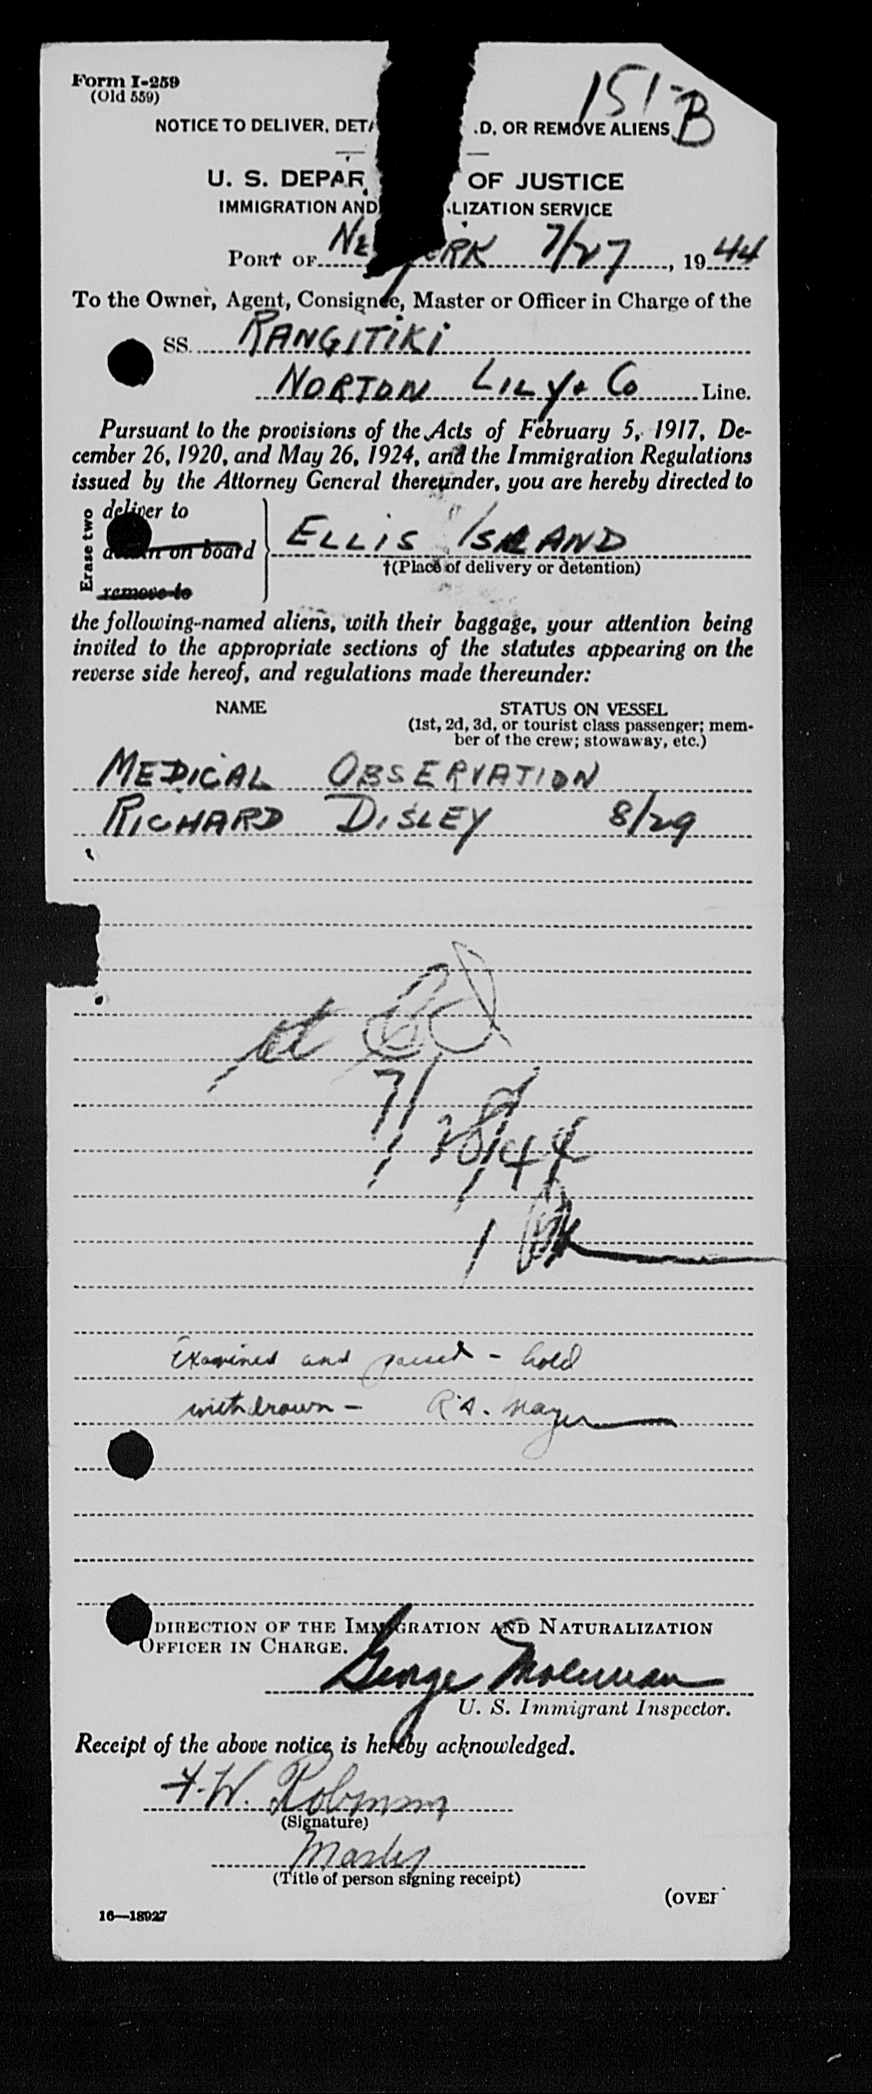 Form I-259
(Old 559)
151-B
NOTICE TO DELIVER, DETA D, OR REMOVE ALIENS
U. S. DEPAR OF JUSTICE
IMMIGRATION AND LIZATION SERVICE
PORT OF NE RK 7/27, 1944
To the Owner, Agent, Consignee, Master or Officer in Charge of the
SS. RANGITIKI
NORTON LILY & CO Line.
Pursuant to the provisions of the Acts of February 5, 1917, De-
cember 26, 1920, and May 26, 1924, and the Immigration Regulations
issued by the Attorney General thereunder, you are hereby directed to
Erase two
deliver to
on board
remove to
ELLIS ISLAND
†(Place of delivery or detention)
the following-named aliens, with their baggage, your attention being
invited to the appropriate sections of the statutes appearing on the
reverse side hereof, and regulations made thereunder:
NAME STATUS ON VESSEL
(1st, 2d, 3d, or tourist class passenger; mem-
ber of the crew; stowaway, etc.)
MEDICAL OBSERVATION
RICHARD DISLEY 8/29
7/28/44
Examined and passed - hold
withdrawn -
DIRECTION OF THE IMMIGRATION AND NATURALIZATION
OFFICER IN CHARGE.
George
U. S. Immigrant Inspector.
Receipt of the above notice is hereby acknowledged.
F. W. Robinson
(Signature)
(Title of person signing receipt)
(OVER
16—18927